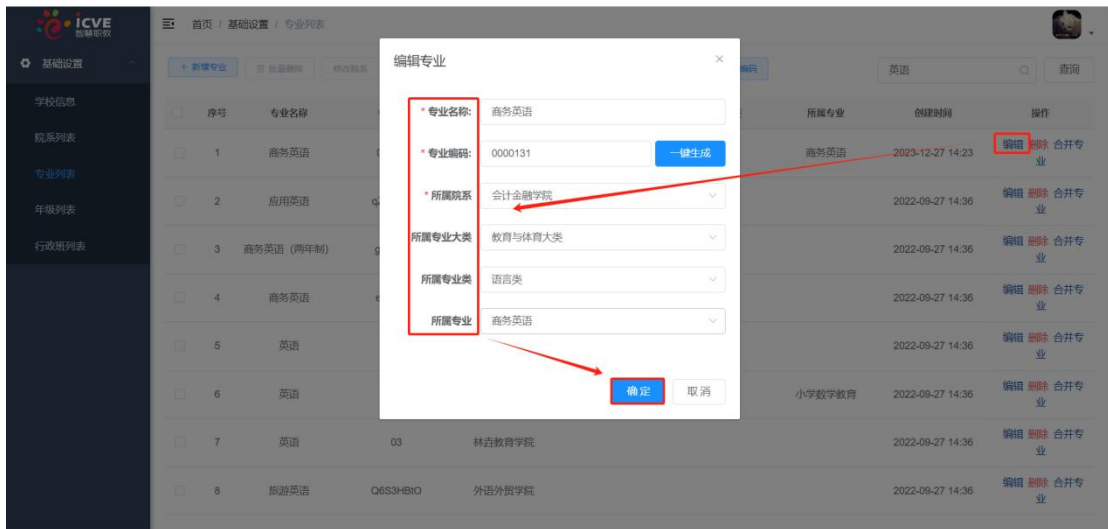 icve
智慧职教
首页 / 基础设置 / 专业列表
基础设置
学校信息
院系列表
专业列表
年级列表
行政班列表
+ 新增专业 批量删除 修改院系 编码 英语 查询
编辑专业 ×
* 专业名称: 商务英语
* 专业编码: 0000131 一键生成
* 所属院系 会计金融学院
所属专业大类 教育与体育大类
所属专业类 语言类
所属专业 商务英语
确定 取消
序号 专业名称 所属专业 创建时间 操作
1 商务英语 商务英语 2023-12-27 14:23 编辑 删除 合并专
业
2 应用英语 2022-09-27 14:36 编辑 删除 合并专
业
3 商务英语（两年制） 2022-09-27 14:36 编辑 删除 合并专
业
4 商务英语 2022-09-27 14:36 编辑 删除 合并专
业
5 英语 2022-09-27 14:36 编辑 删除 合并专
业
6 英语 小学数学教育 2022-09-27 14:36 编辑 删除 合并专
业
7 英语 03 林垚教育学院 2022-09-27 14:36 编辑 删除 合并专
业
8 旅游英语 Q6S3HBtO 外语外贸学院 2022-09-27 14:36 编辑 删除 合并专
业